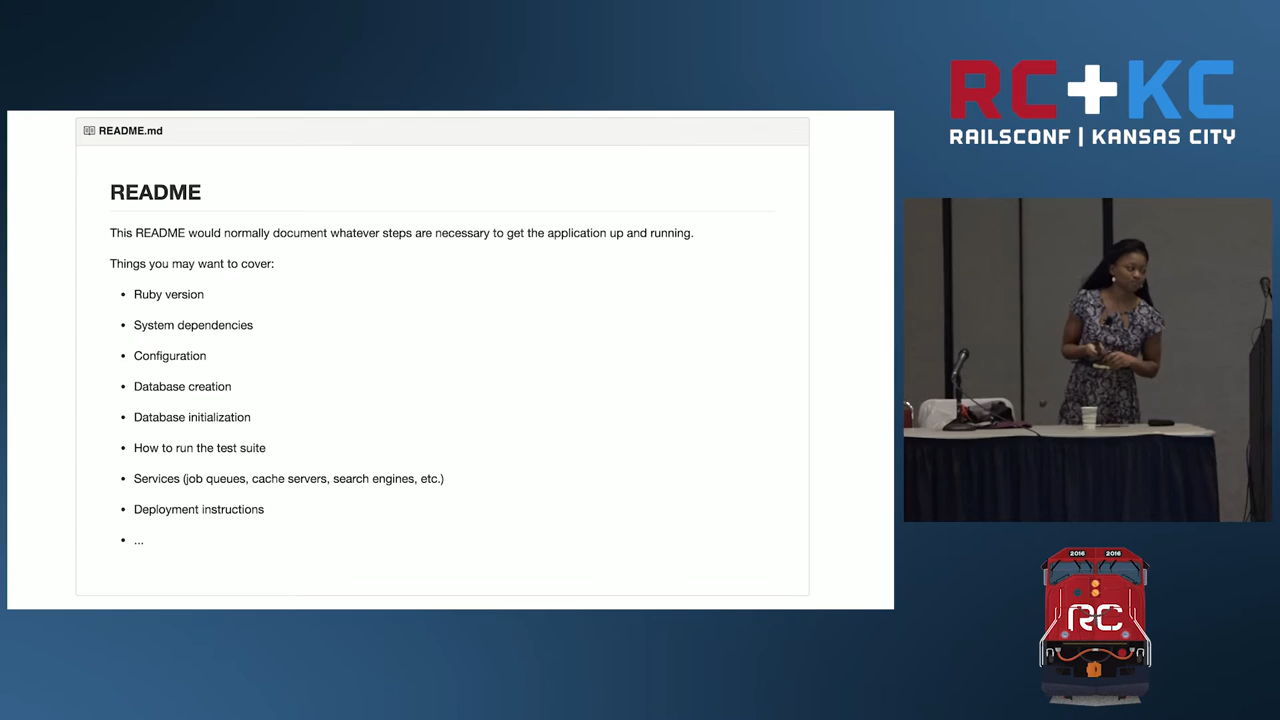 README.md
README
This README would normally document whatever steps are necessary to get the application up and running.
Things you may want to cover:
• Ruby version
• System dependencies
• Configuration
• Database creation
• Database initialization
• How to run the test suite
• Services (job queues, cache servers, search engines, etc.)
• Deployment instructions
• ...
RC+KC
RAILSCONF | KANSAS CITY
2016 2016
RC